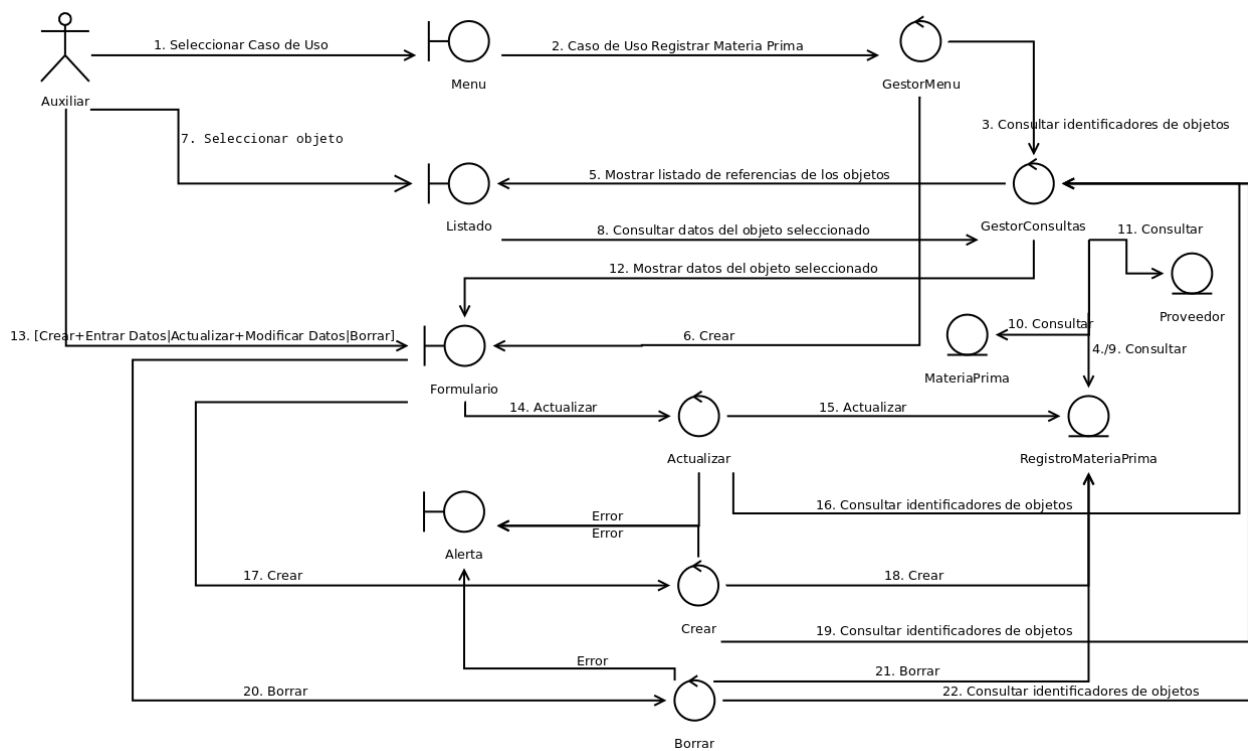 1. Seleccionar Caso de Uso
2. Caso de Uso Registrar Materia Prima
Menu
GestorMenu
Auxiliar
3. Consultar identificadores de objetos
7. Seleccionar objeto
5. Mostrar listado de referencias de los objetos
Listado
GestorConsultas
8. Consultar datos del objeto seleccionado
11. Consultar
12. Mostrar datos del objeto seleccionado
Proveedor
10. Consultar
13. [Crear+Entrar Datos|Actualizar+Modificar Datos|Borrar]
6. Crear
4./9. Consultar
MateriaPrima
Formulario
14. Actualizar
15. Actualizar
Actualizar
RegistroMateriaPrima
16. Consultar identificadores de objetos
Error
Error
Alerta
17. Crear
18. Crear
Crear
19. Consultar identificadores de objetos
Error
21. Borrar
20. Borrar
22. Consultar identificadores de objetos
Borrar